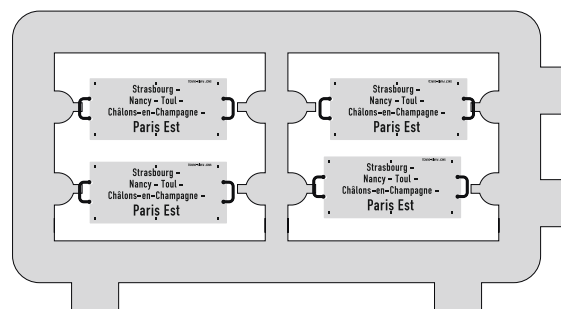 Strasbourg –
Nancy – Toul –
Châlons-en-Champagne –
Paris Est
Strasbourg –
Nancy – Toul –
Châlons-en-Champagne –
Paris Est
Strasbourg –
Nancy – Toul –
Châlons-en-Champagne –
Paris Est
Strasbourg –
Nancy – Toul –
Châlons-en-Champagne –
Paris Est